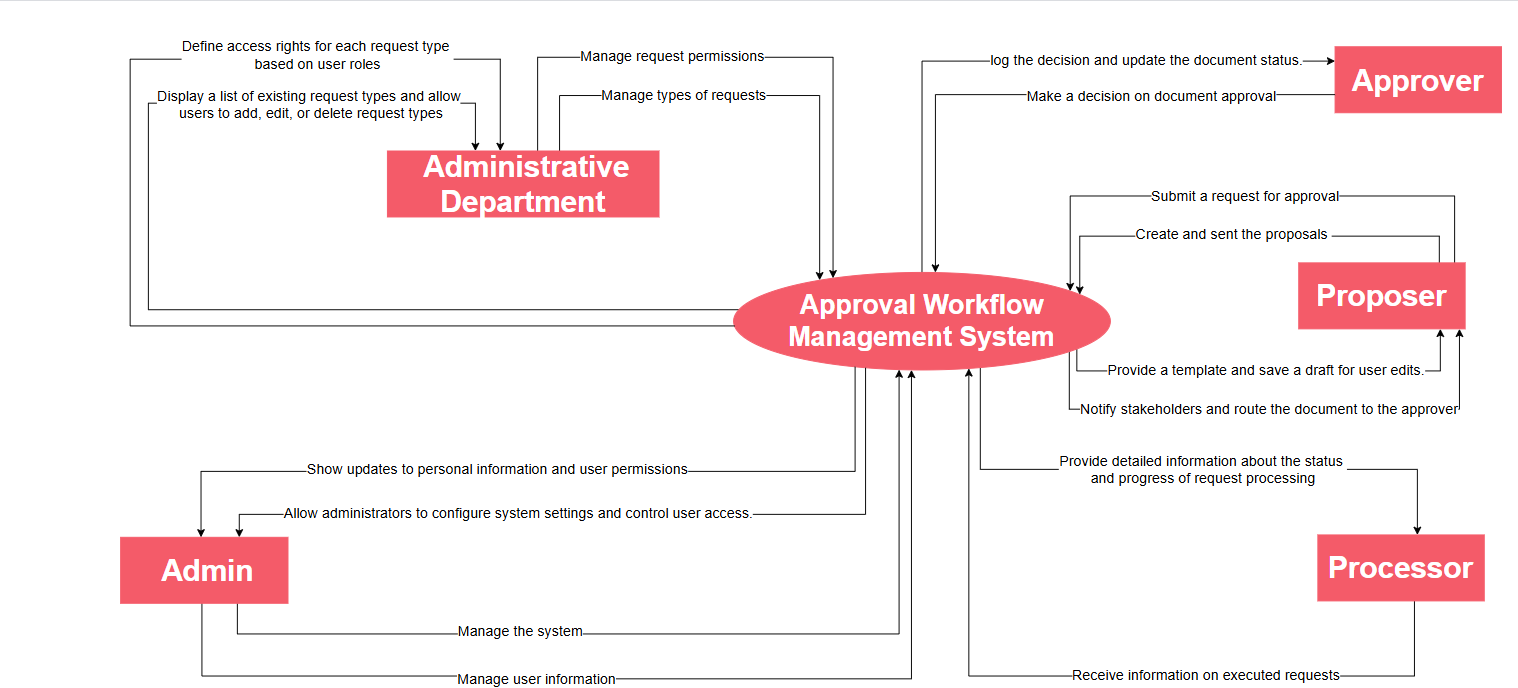 Define access rights for each request type
based on user roles
Manage request permissions
log the decision and update the document status.
Approver
Display a list of existing request types and allow
users to add, edit, or delete request types
Manage types of requests
Make a decision on document approval
Administrative
Department
Submit a request for approval
Create and sent the proposals
Proposer
Approval Workflow
Management System
Provide a template and save a draft for user edits.
Notify stakeholders and route the document to the approver
Show updates to personal information and user permissions
Provide detailed information about the status
and progress of request processing
Allow administrators to configure system settings and control user access.
Admin
Processor
Manage the system
Manage user information
Receive information on executed requests